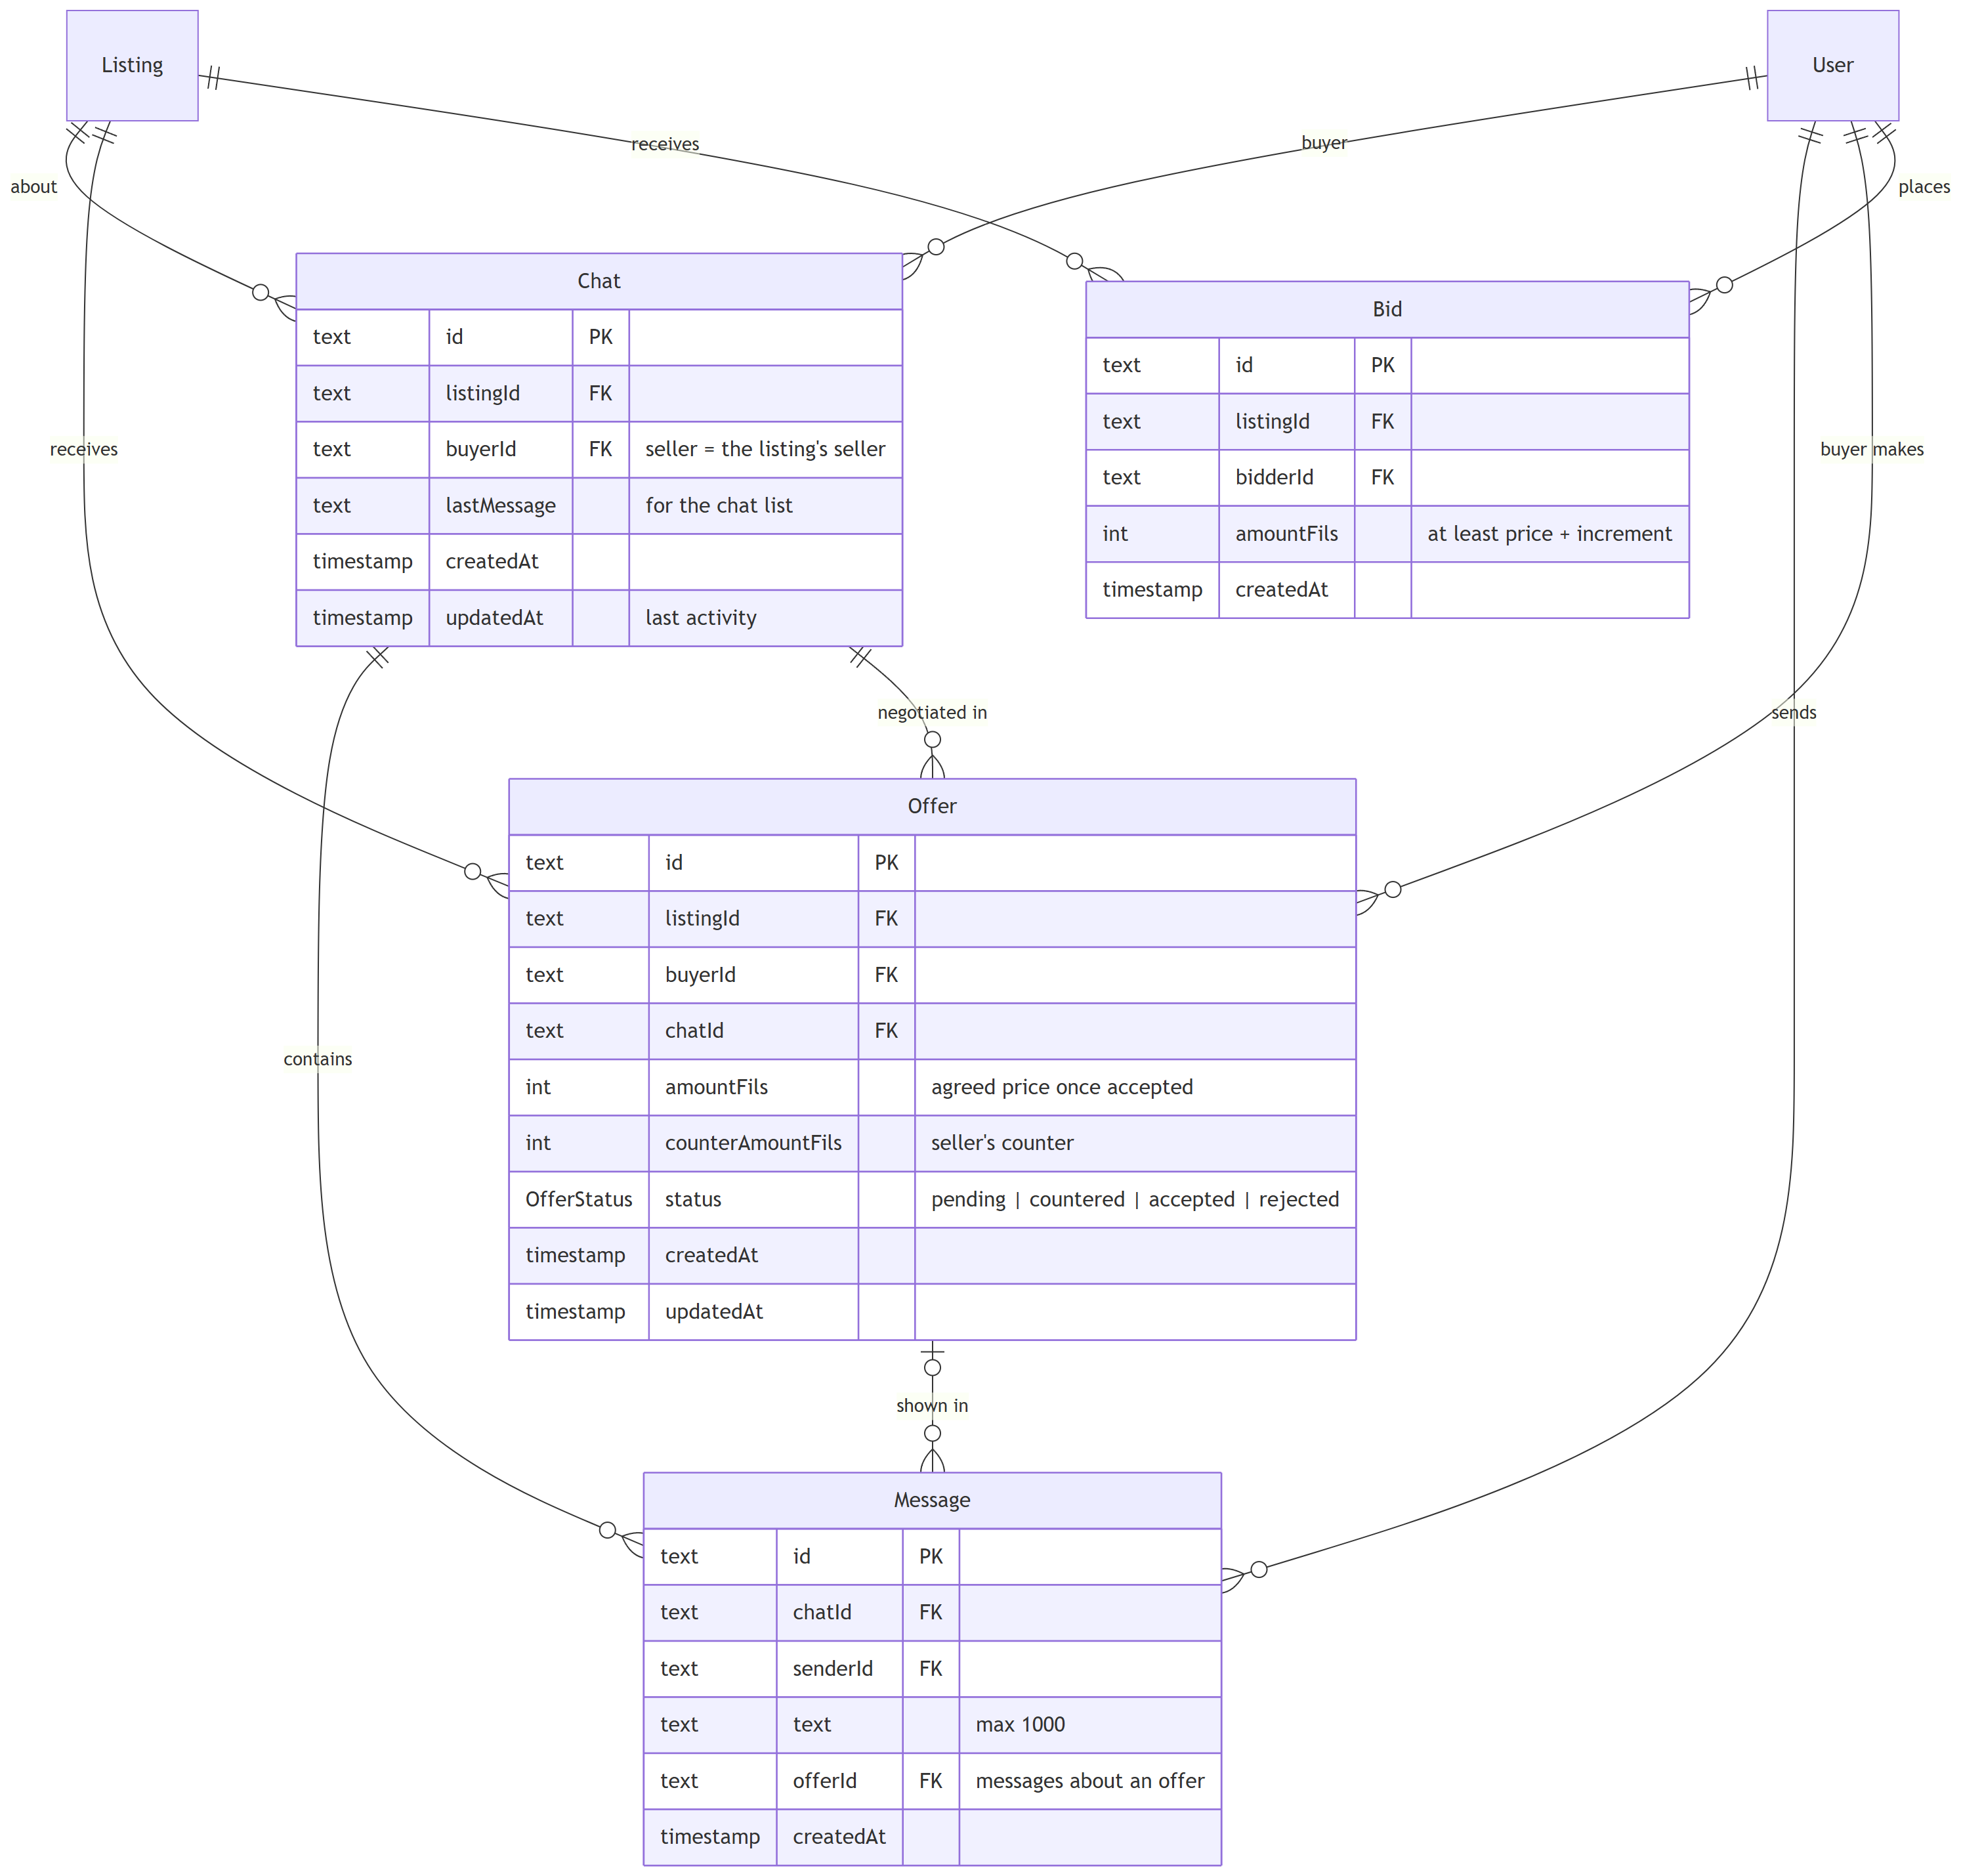 Listing
User
receives
buyer
about
places
Chat
text id PK
text listingId FK
text buyerId FK seller = the listing's seller
text lastMessage for the chat list
timestamp createdAt
timestamp updatedAt last activity
Bid
text id PK
text listingId FK
text bidderId FK
int amountFils at least price + increment
timestamp createdAt
receives
buyer makes
negotiated in
sends
Offer
text id PK
text listingId FK
text buyerId FK
text chatId FK
int amountFils agreed price once accepted
int counterAmountFils seller's counter
OfferStatus status pending | countered | accepted | rejected
timestamp createdAt
timestamp updatedAt
contains
shown in
Message
text id PK
text chatId FK
text senderId FK
text text max 1000
text offerId FK messages about an offer
timestamp createdAt